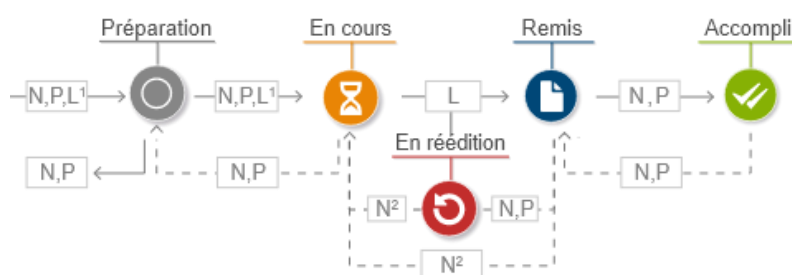 Préparation
En cours
Remis
Accompli
N,P,L¹
N,P,L¹
L
N,P
En réédition
N,P
N,P
N,P
N²
N,P
N²